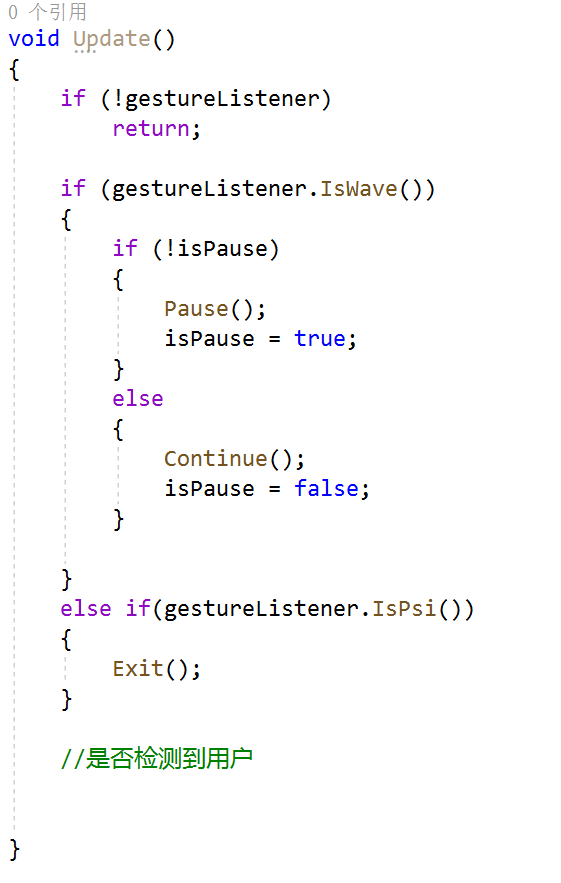 0 个引用
void Update()
{
    if (!gestureListener)
        return;

    if (gestureListener.IsWave())
    {
        if (!isPause)
        {
            Pause();
            isPause = true;
        }
        else
        {
            Continue();
            isPause = false;
        }

    }
    else if(gestureListener.IsPsi())
    {
        Exit();
    }

    //是否检测到用户


}